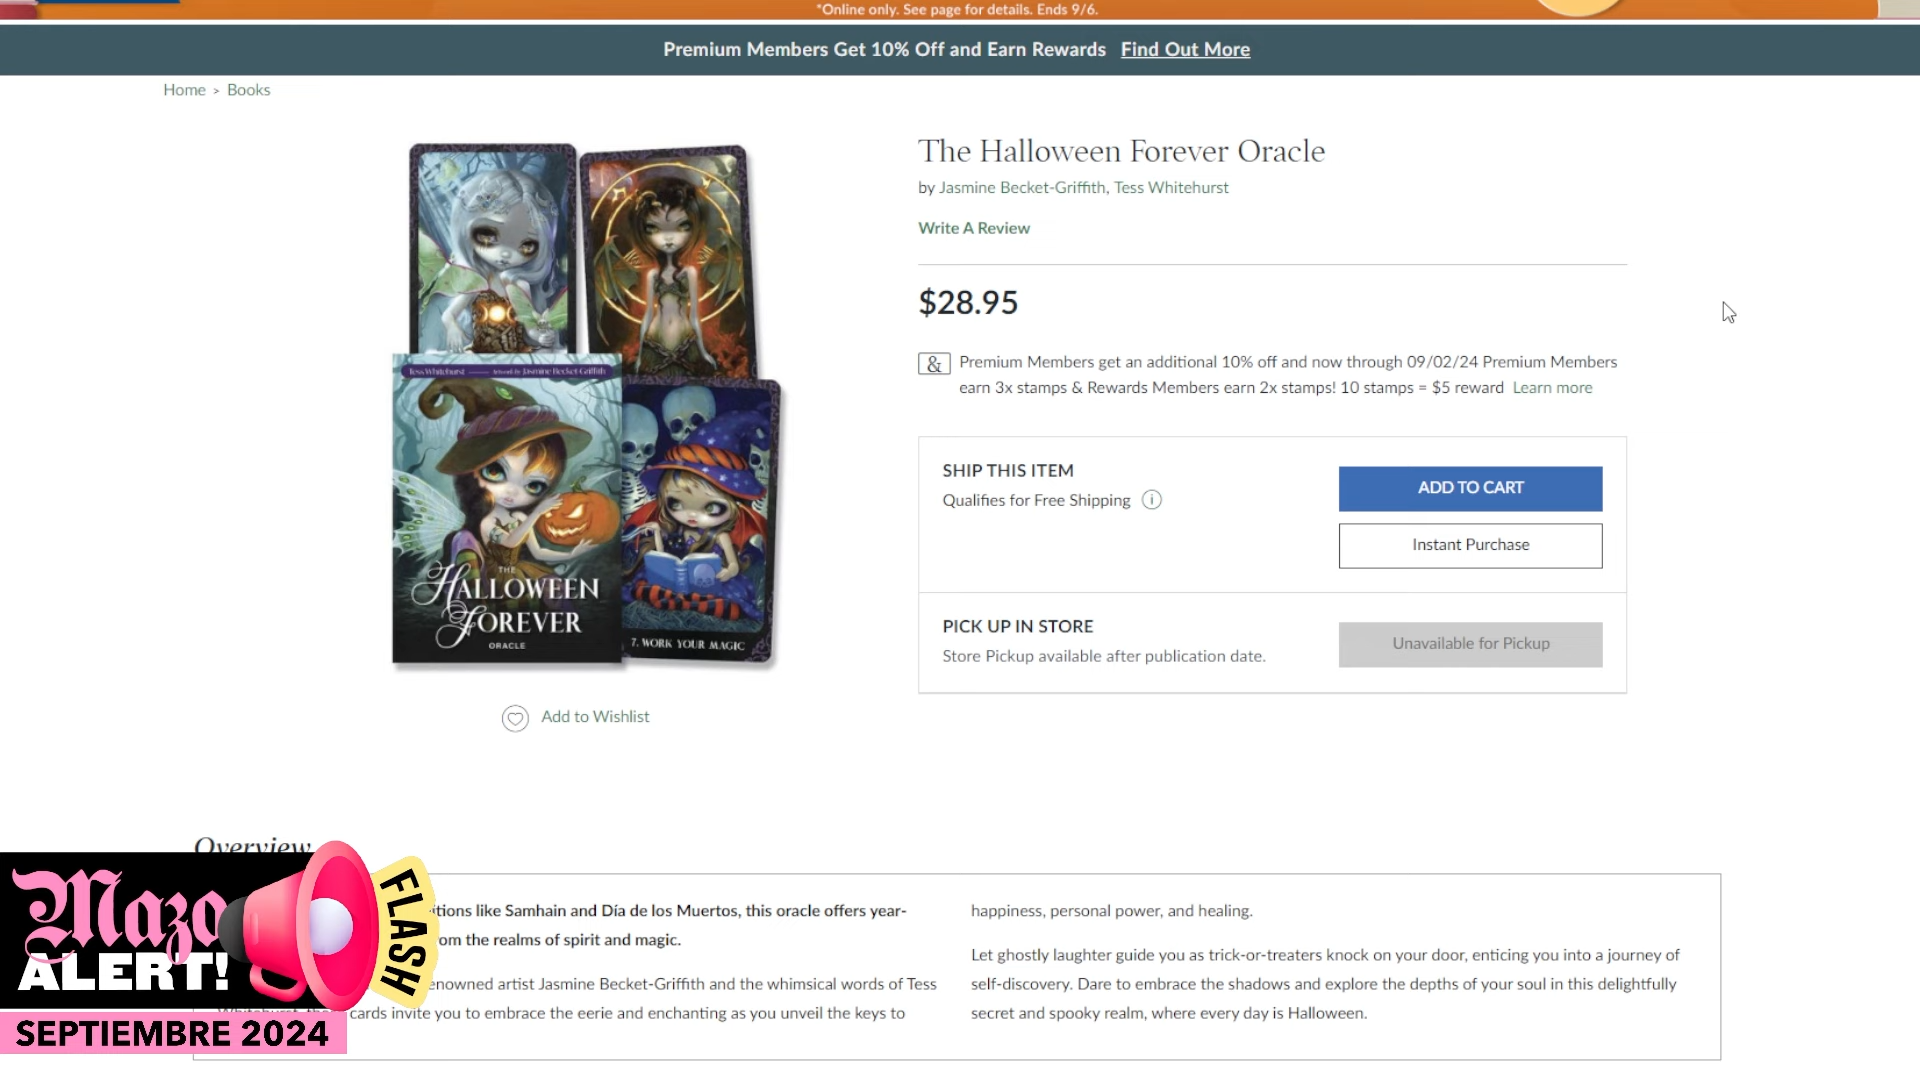 *Online only. See page for details. Ends 9/6.
Premium Members Get 10% Off and Earn Rewards Find Out More
Home > Books
The Halloween Forever Oracle
by Jasmine Becket-Griffith, Tess Whitehurst
Write A Review
$28.95
& Premium Members get an additional 10% off and now through 09/02/24 Premium Members
earn 3x stamps & Rewards Members earn 2x stamps! 10 stamps = $5 reward Learn more
SHIP THIS ITEM
Qualifies for Free Shipping
ADD TO CART
Instant Purchase
PICK UP IN STORE
Store Pickup available after publication date.
Unavailable for Pickup
Tess Whitehurst Artwork by Jasmine Becket-Griffith
THE
HALLOWEEN
FOREVER
ORACLE
7. WORK YOUR MAGIC
Add to Wishlist
Overview
tions like Samhain and Día de los Muertos, this oracle offers year-
om the realms of spirit and magic.
enowned artist Jasmine Becket-Griffith and the whimsical words of Tess
cards invite you to embrace the eerie and enchanting as you unveil the keys to
happiness, personal power, and healing.
Let ghostly laughter guide you as trick-or-treaters knock on your door, enticing you into a journey of
self-discovery. Dare to embrace the shadows and explore the depths of your soul in this delightfully
secret and spooky realm, where every day is Halloween.
Mazo
ALERT!
FLASH
SEPTIEMBRE 2024